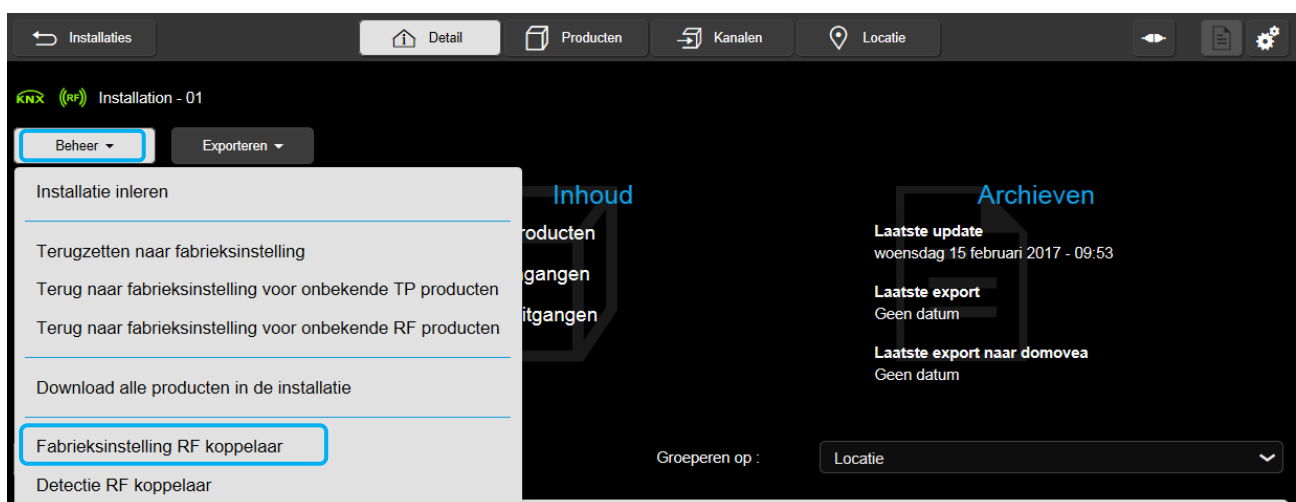 Installaties
Detail
Producten
Kanalen
Locatie
KNX ((RF)) Installation - 01
Beheer
Exporteren
Installatie inleren
Terugzetten naar fabrieksinstelling
Terug naar fabrieksinstelling voor onbekende TP producten
Terug naar fabrieksinstelling voor onbekende RF producten
Download alle producten in de installatie
Fabrieksinstelling RF koppelaar
Detectie RF koppelaar
Inhoud
roducten
ngangen
itgangen
Archieven
Laatste update
woensdag 15 februari 2017 - 09:53
Laatste export
Geen datum
Laatste export naar domovea
Geen datum
Groeperen op :
Locatie